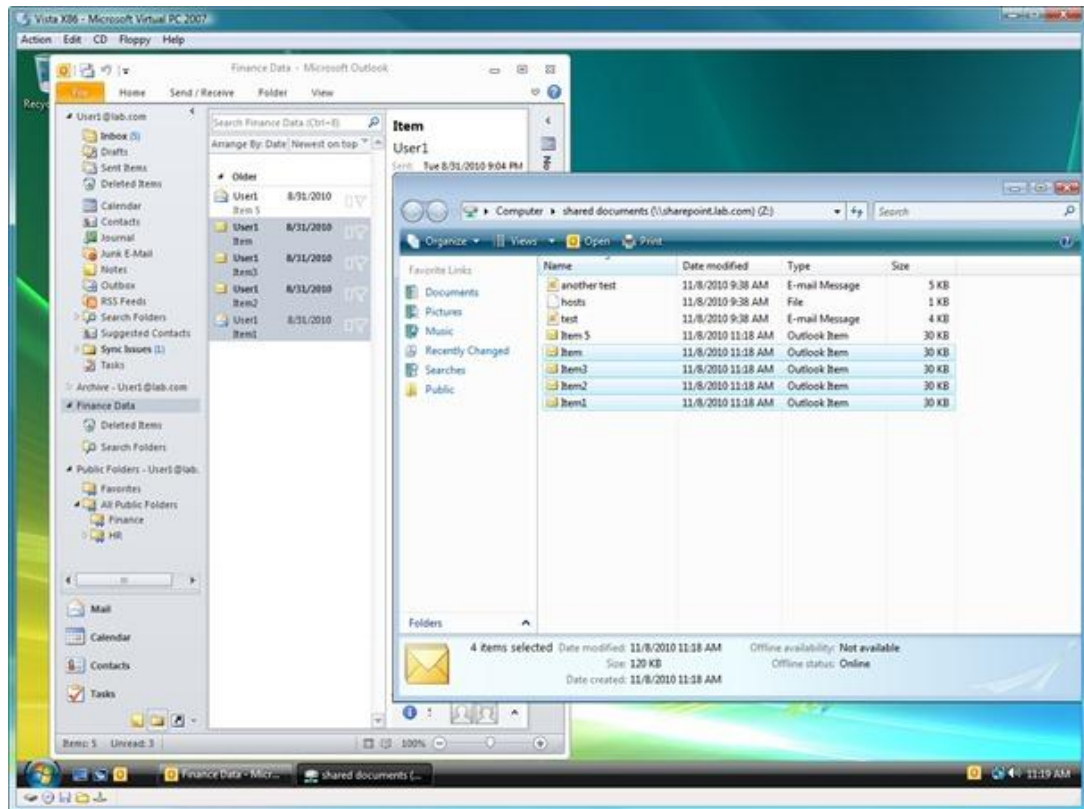 Vista X86 - Microsoft Virtual PC 2007
Action Edit CD Floppy Help
Finance Data - Microsoft Outlook
Home Send / Receive Folder View
User1@lab.com
Inbox (5)
Drafts
Sent Items
Deleted Items
Calendar
Contacts
Journal
Junk E-Mail
Notes
Outbox
RSS Feeds
Search Folders
Suggested Contacts
Sync Issues (1)
Tasks
Archive - User1@lab.com
Finance Data
Deleted Items
Search Folders
Public Folders - User1@lab.
Favorites
All Public Folders
Finance
HR
Mail
Calendar
Contacts
Tasks
Items: 5 Unread: 3
Search Finance Data (Ctrl+E)
Arrange By: Date Newest on top
Older
User1 8/31/2010
Item 5
User1 8/31/2010
Item
User1 8/31/2010
Item3
User1 8/31/2010
Item2
User1 8/31/2010
Item1
Item
User1
Sent: Tue 8/31/2010 9:04 PM
100%
Computer shared documents (\\sharepoint.lab.com) (Z:)
Search
Organize Views Open Print
Favorite Links
Documents
Pictures
Music
Recently Changed
Searches
Public
Folders
Name Date modified Type Size
another test 11/8/2010 9:38 AM E-mail Message 5 KB
hosts 11/8/2010 9:38 AM File 1 KB
test 11/8/2010 9:38 AM E-mail Message 4 KB
Item 5 11/8/2010 11:18 AM Outlook Item 30 KB
Item 11/8/2010 11:18 AM Outlook Item 30 KB
Item3 11/8/2010 11:18 AM Outlook Item 30 KB
Item2 11/8/2010 11:18 AM Outlook Item 30 KB
Item1 11/8/2010 11:18 AM Outlook Item 30 KB
4 items selected Date modified: 11/8/2010 11:18 AM Offline availability: Not available
Size: 120 KB Offline status: Online
Date created: 11/8/2010 11:18 AM
Finance Data - Micr... shared documents (...
11:19 AM